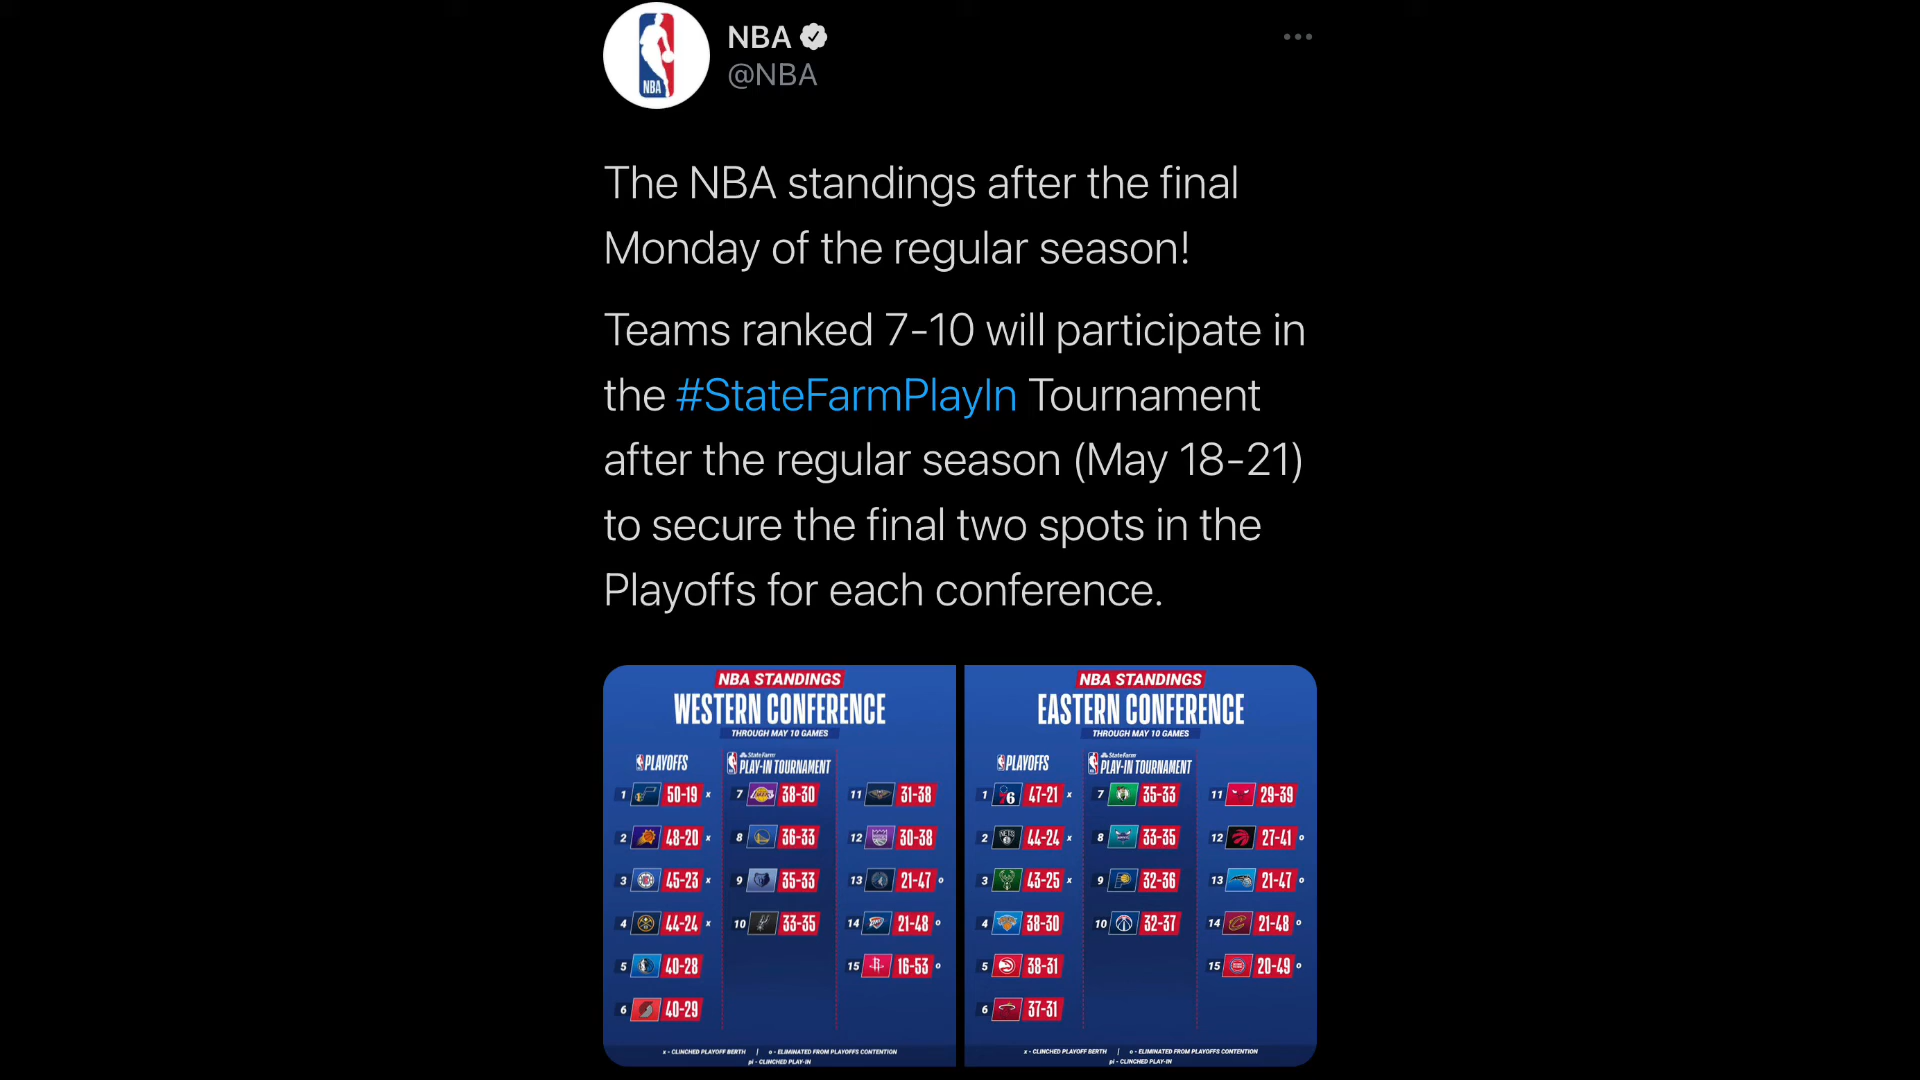 NBA
@NBA
The NBA standings after the final
Monday of the regular season!
Teams ranked 7-10 will participate in
the #StateFarmPlayIn Tournament
after the regular season (May 18-21)
to secure the final two spots in the
Playoffs for each conference.
NBA STANDINGS
WESTERN CONFERENCE
THROUGH MAY 10 GAMES
PLAYOFFS
1 50-19 x
2 48-20 x
3 45-23 x
4 44-24 x
5 40-28
6 40-29
StateFarm
PLAY-IN TOURNAMENT
7 38-30
8 36-33
9 35-33
10 33-35
11 31-38
12 30-38
13 21-47 o
14 21-48 o
15 16-53 o
x - CLINCHED PLAYOFF BERTH | o - ELIMINATED FROM PLAYOFFS CONTENTION
pi - CLINCHED PLAY-IN
NBA STANDINGS
EASTERN CONFERENCE
THROUGH MAY 10 GAMES
PLAYOFFS
1 76 47-21 x
2 NETS 44-24 x
3 43-25 x
4 38-30
5 38-31
6 37-31
StateFarm
PLAY-IN TOURNAMENT
7 35-33
8 33-35
9 32-36
10 32-37
11 29-39
12 27-41 o
13 21-47 o
14 21-48 o
15 20-49 o
x - CLINCHED PLAYOFF BERTH | o - ELIMINATED FROM PLAYOFFS CONTENTION
pi - CLINCHED PLAY-IN